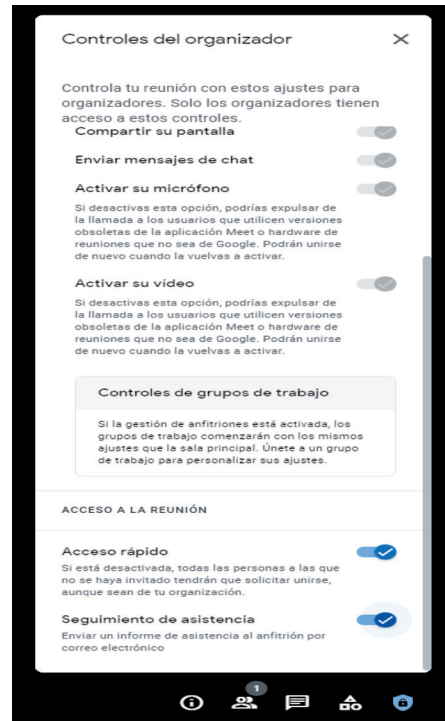 Controles del organizador
Controla tu reunión con estos ajustes para
organizadores. Solo los organizadores tienen
acceso a estos controles.
Compartir su pantalla
Enviar mensajes de chat
Activar su micrófono
Si desactivas esta opción, podrías expulsar de
la llamada a los usuarios que utilicen versiones
obsoletas de la aplicación Meet o hardware de
reuniones que no sea de Google. Podrán unirse
de nuevo cuando la vuelvas a activar.
Activar su vídeo
Si desactivas esta opción, podrías expulsar de
la llamada a los usuarios que utilicen versiones
obsoletas de la aplicación Meet o hardware de
reuniones que no sea de Google. Podrán unirse
de nuevo cuando la vuelvas a activar.
Controles de grupos de trabajo
Si la gestión de anfitriones está activada, los
grupos de trabajo comenzarán con los mismos
ajustes que la sala principal. Únete a un grupo
de trabajo para personalizar sus ajustes.
ACCESO A LA REUNIÓN
Acceso rápido
Si está desactivada, todas las personas a las que
no se haya invitado tendrán que solicitar unirse,
aunque sean de tu organización.
Seguimiento de asistencia
Enviar un informe de asistencia al anfitrión por
correo electrónico
1